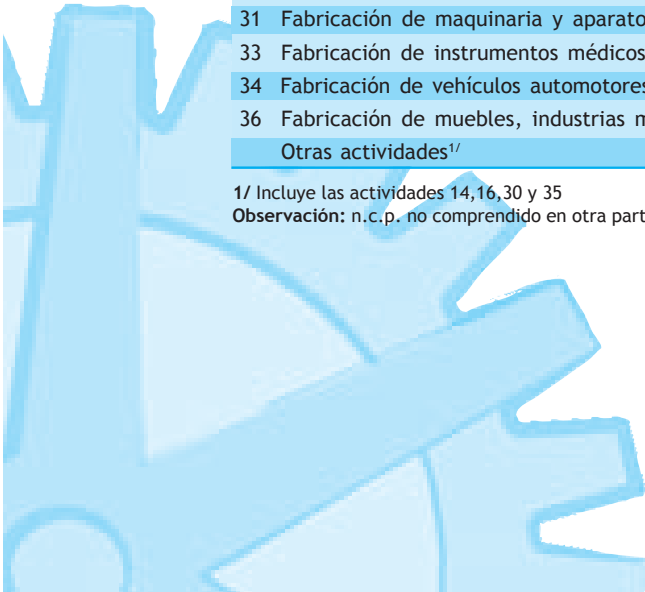 31 Fabricación de maquinaria y aparato
33 Fabricación de instrumentos médicos
34 Fabricación de vehículos automotores
36 Fabricación de muebles, industrias
Otras actividades1/
1/ Incluye las actividades 14,16,30 y 35
Observación: n.c.p. no comprendido en otra part